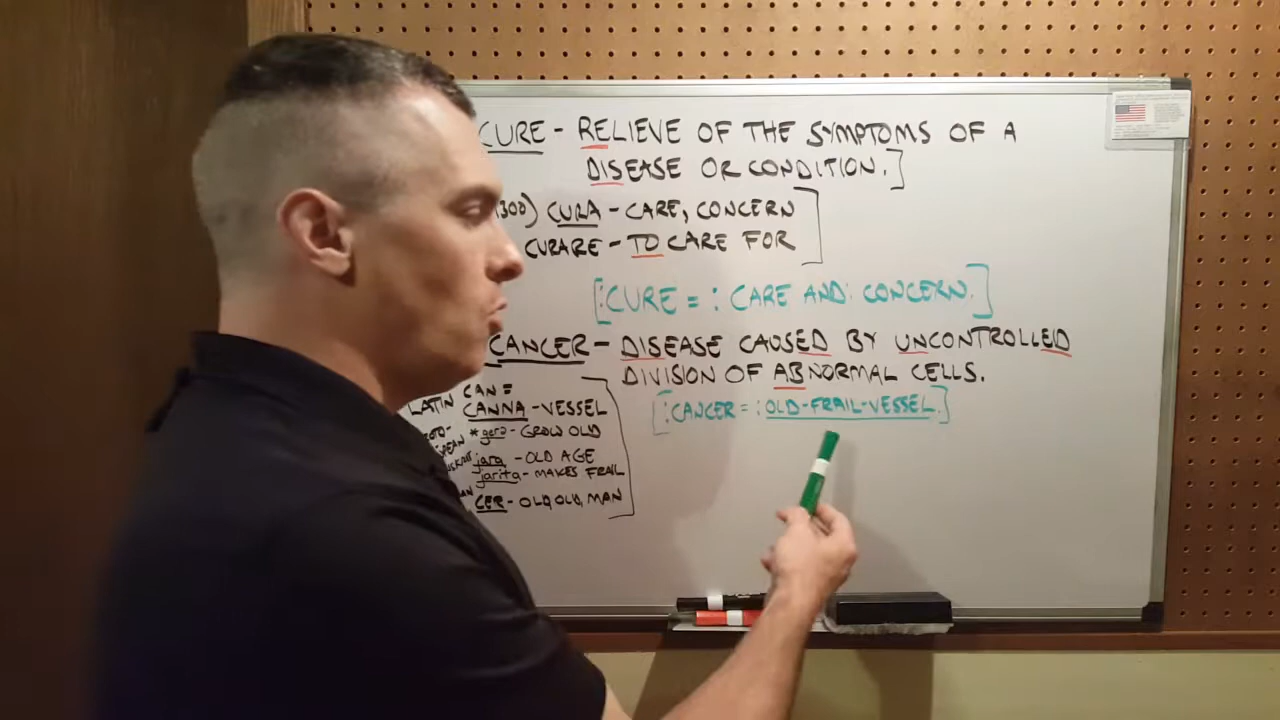 CURE - RELIEVE OF THE SYMPTOMS OF A
DISEASE OR CONDITION.]
1300) CURA - CARE, CONCERN
CURARE - TO CARE FOR
[:CURE = : CARE AND: CONCERN.]
CANCER - DISEASE CAUSED BY UNCONTROLLED
DIVISION OF ABNORMAL CELLS.
[:CANCER = :OLD-FRAIL-VESSEL.]
LATIN CAN =
CANNA - VESSEL
*gerə - GROW OLD
jara - OLD AGE
jarita - MAKES FRAIL
CER - OLD, OLD, MAN